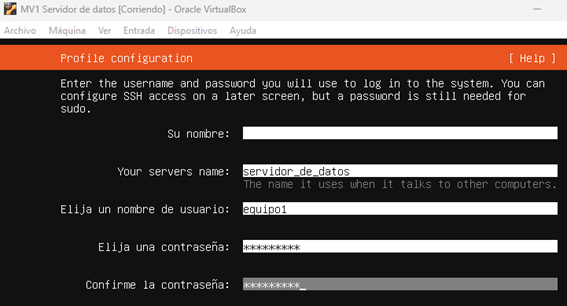 MV1 Servidor de datos [Corriendo] - Oracle VirtualBox
Archivo Máquina Ver Entrada Dispositivos Ayuda
Profile configuration [ Help ]
Enter the username and password you will use to log in to the system. You can
configure SSH access on a later screen, but a password is still needed for
sudo.
Su nombre:
Your servers name: servidor_de_datos
The name it uses when it talks to other computers.
Elija un nombre de usuario: equipo1
Elija una contraseña: *********
Confirme la contraseña: *********_